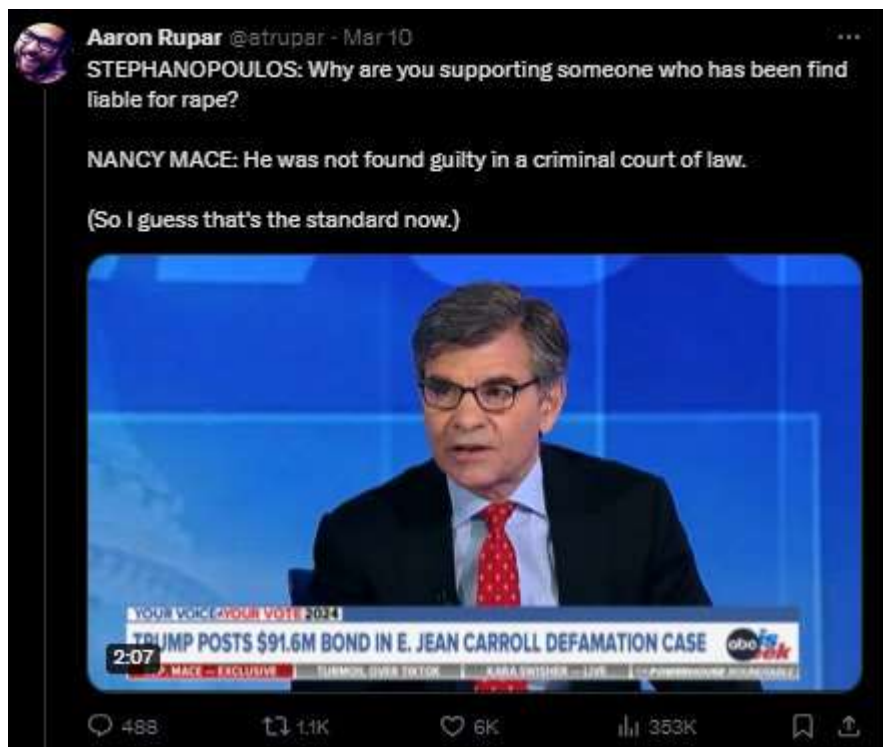 Aaron Rupar @atrupar - Mar 10
STEPHANOPOULOS: Why are you supporting someone who has been find
liable for rape?
NANCY MACE: He was not found guilty in a criminal court of law.
(So I guess that's the standard now.)
YOUR VOICE YOUR VOTE 2024
TRUMP POSTS $91.6M BOND IN E. JEAN CARROLL DEFAMATION CASE
abc
2:07
MACE — EXCLUSIVE
TURMOIL OVER TIKTOK
KARA SWISHER — LIVE
POWERHOUSE ROUNDTABLE
488 1.1K 6K 353K